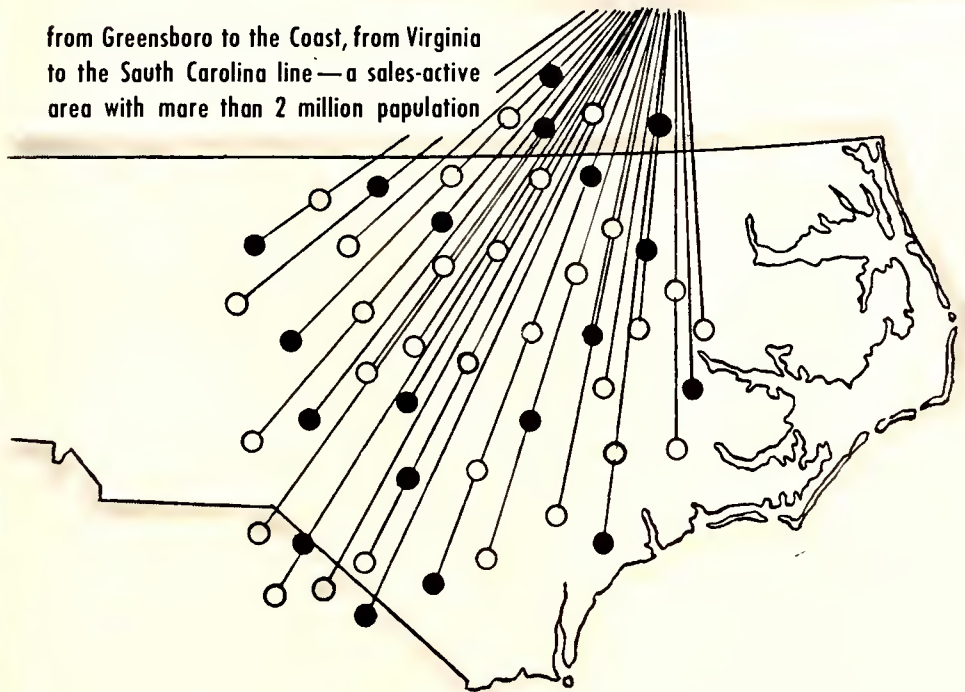 from Greensboro to the Coast, from Virginia
to the Sauth Carolina line — a sales-active
area with more than 2 million papulation